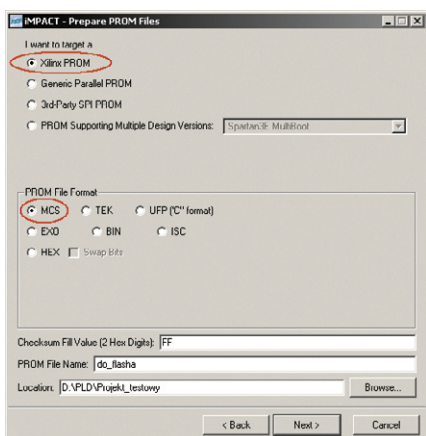 iMPACT - Prepare PROM Files
I want to target a
Xilinx PROM
Generic Parallel PROM
3rd-Party SPI PROM
PROM Supporting Multiple Design Versions: Spartan3E MultiBoot
PROM File Format
MCS TEK UFP ("C" format)
EXO BIN ISC
HEX Swap Bits
Checksum Fill Value (2 Hex Digits): FF
PROM File Name: do_flasha
Location: D:\PLD\Projekt_testowy Browse...
< Back Next > Cancel